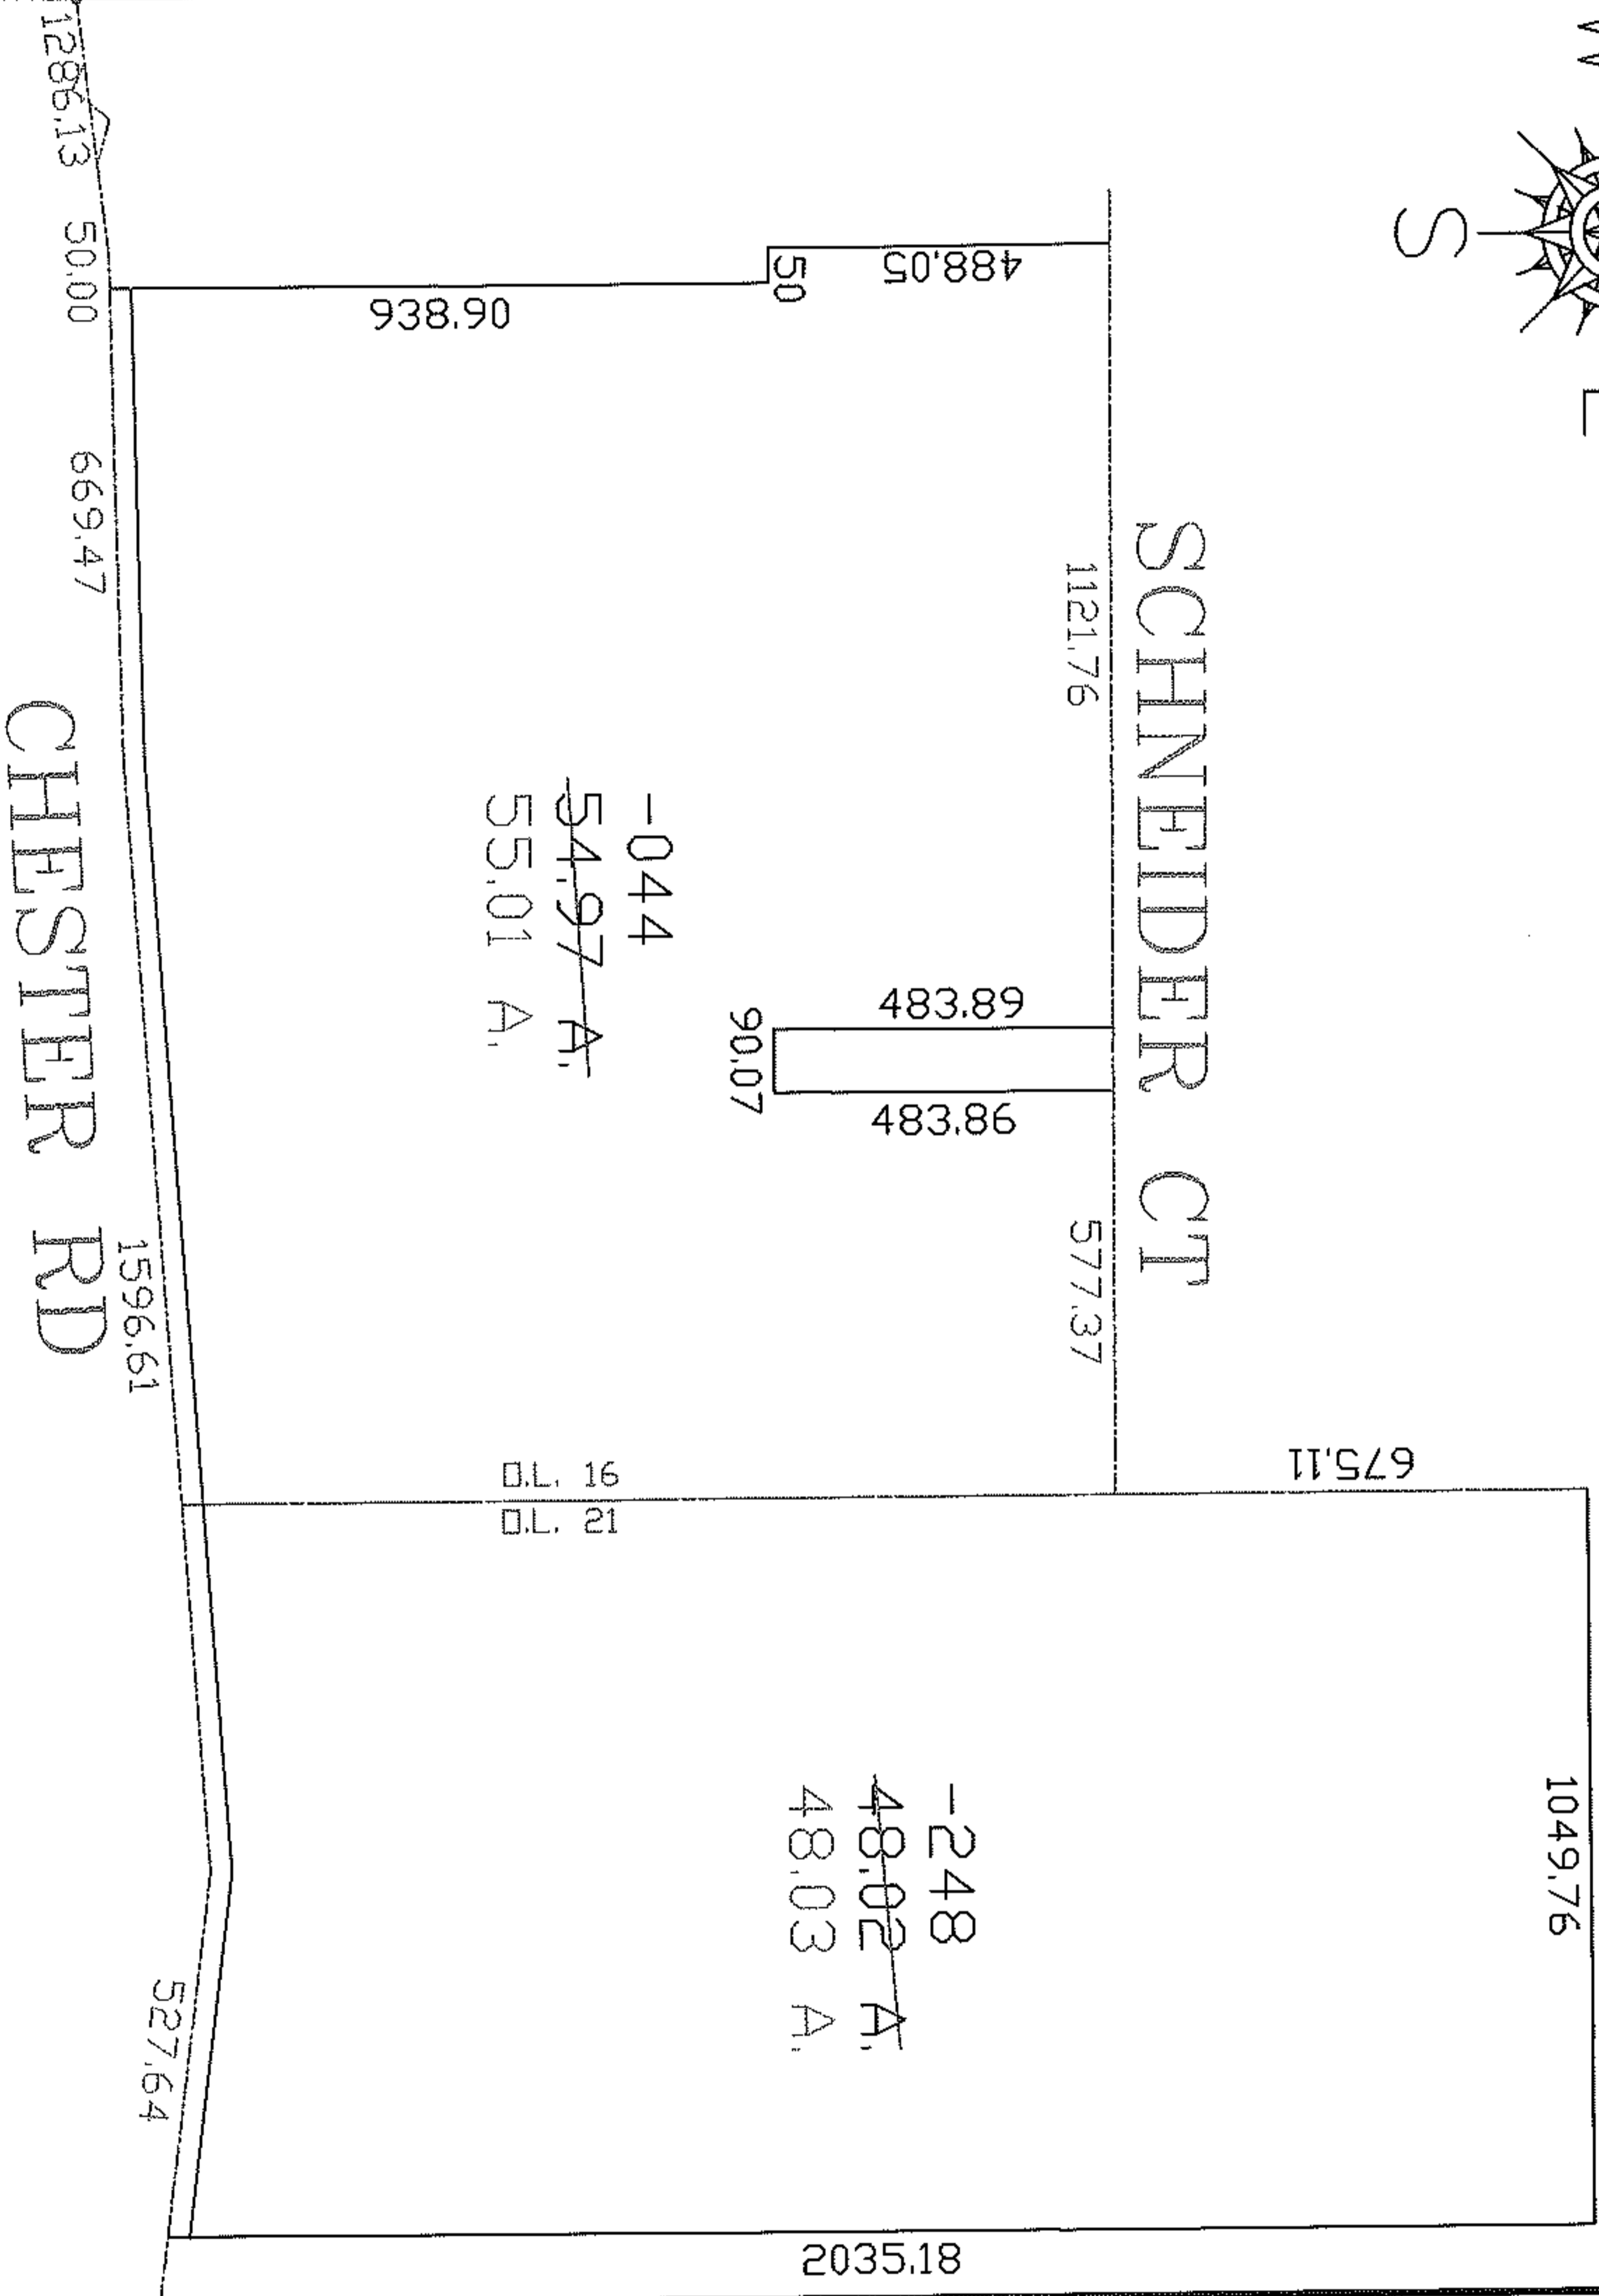 S
SCHNEIDER CT
1121.76
577.37
488.05
50
938.90
483.89
90.07
483.86
-044
54.97 A.
55.01 A.
O.L. 16
O.L. 21
675.11
1049.76
-248
48.02 A.
48.03 A.
2035.18
1286.13
50.00
669.47
1596.61
527.64
CHESTER RD